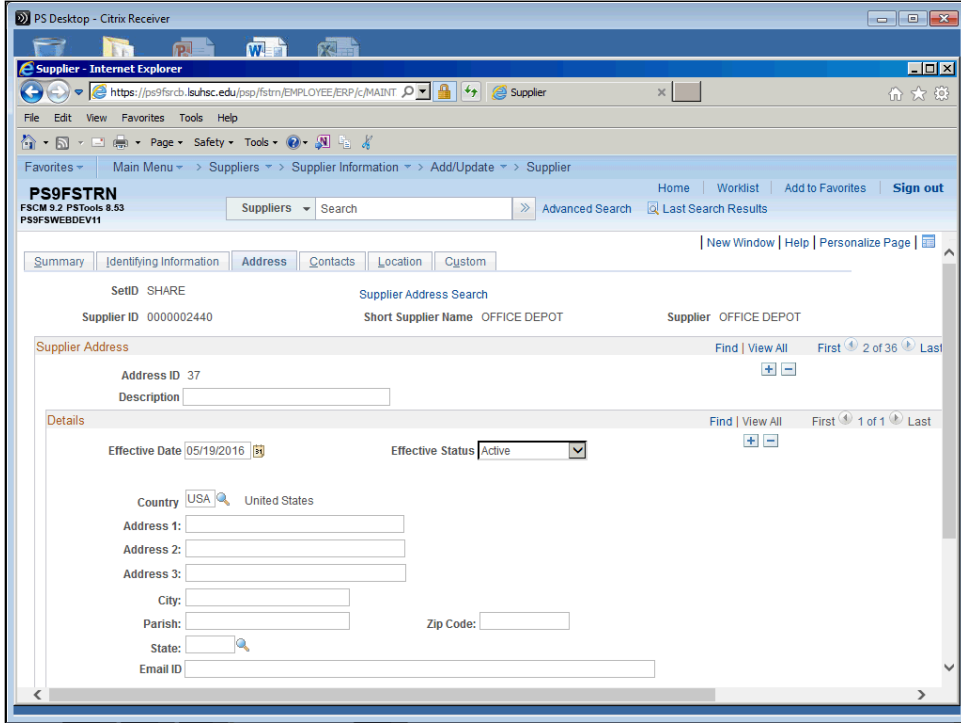 PS Desktop - Citrix Receiver
Supplier - Internet Explorer
https://ps9fsrcb.lsuhsc.edu/psp/fstrn/EMPLOYEE/ERP/c/MAINT Supplier
File Edit View Favorites Tools Help
Page Safety Tools
Favorites Main Menu > Suppliers > Supplier Information > Add/Update > Supplier
PS9FSTRN
FSCM 9.2 PSTools 8.53
PS9FSWEBDEV11
Home | Worklist | Add to Favorites | Sign out
Suppliers Search >> Advanced Search Last Search Results
| New Window | Help | Personalize Page |
Summary Identifying Information Address Contacts Location Custom
SetID SHARE Supplier Address Search
Supplier ID 0000002440 Short Supplier Name OFFICE DEPOT Supplier OFFICE DEPOT
Supplier Address Find | View All First 2 of 36 Last
Address ID 37
Description
Details Find | View All First 1 of 1 Last
Effective Date 05/19/2016 Effective Status Active
Country USA United States
Address 1:
Address 2:
Address 3:
City:
Parish: Zip Code:
State:
Email ID